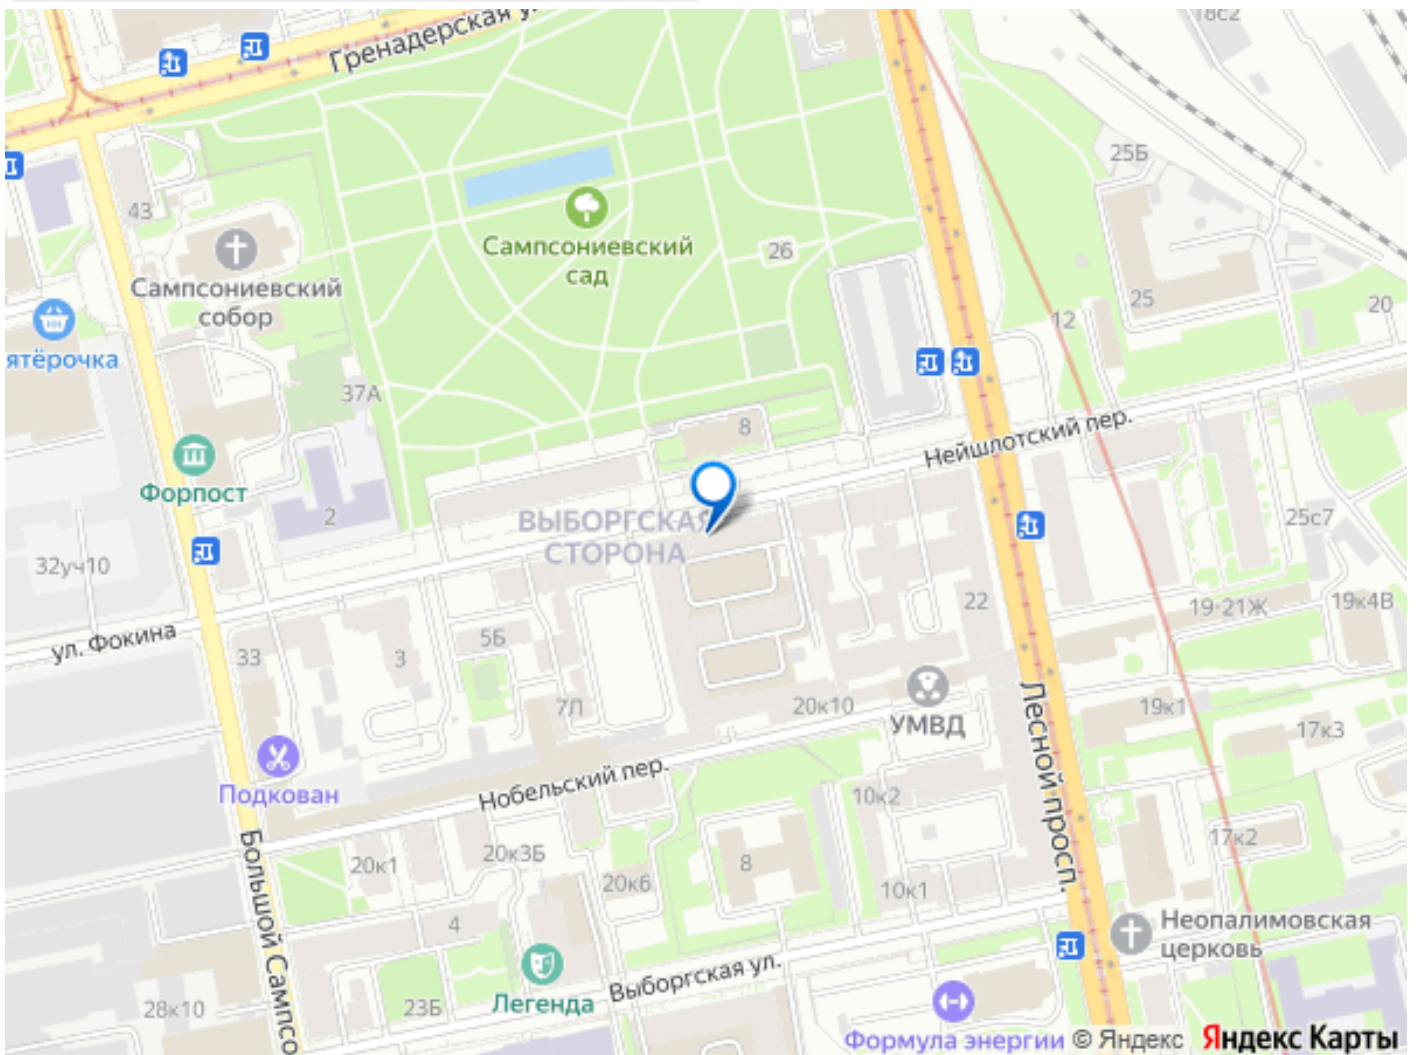 18с2
Гренадерская у
25Б
43
Сампсониевский
сад
26
Сампсониевский
собор
25
20
12
ятёрочка
37А
8
Нейшлотский пер.
Форпост
2
ВЫБОРГСКАЯ
СТОРОНА
25с7
32уч10
22
19-21Ж
19к4В
ул. Фокина
5Б
33
3
7Л
20к10
УМВД
19к1
17к3
Лесной просп.
Подкован
Нобельский пер.
10к2
17к2
Большой Сампсо
20к1
20к3Б
20к6
8
10к1
4
Неопалимовская
церковь
Выборгская ул.
Легенда
28к10
23Б
Формула энергии
© Яндекс
Яндекс Карты